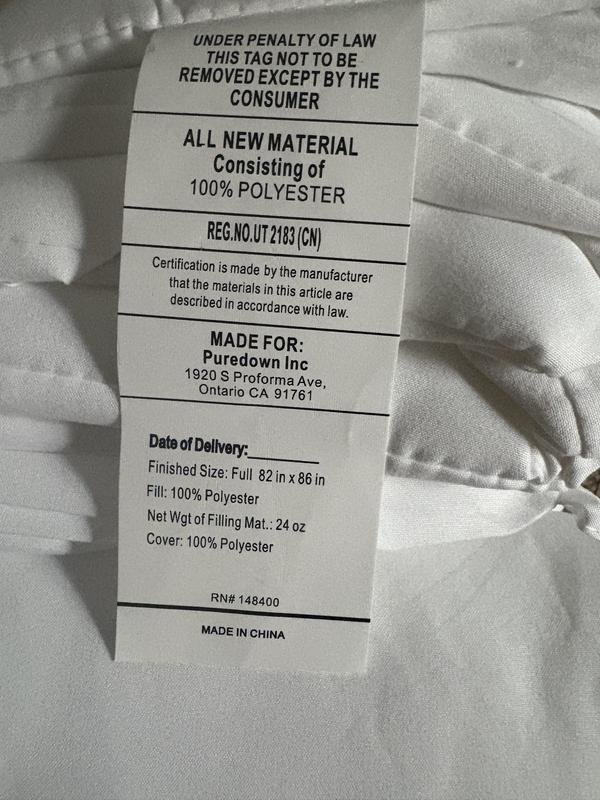 UNDER PENALTY OF LAW
THIS TAG NOT TO BE
REMOVED EXCEPT BY THE
CONSUMER
ALL NEW MATERIAL
Consisting of
100% POLYESTER
REG.NO.UT 2183 (CN)
Certification is made by the manufacturer
that the materials in this article are
described in accordance with law.
MADE FOR:
Puredown Inc
1920 S Proforma Ave,
Ontario CA 91761
Date of Delivery:_________
Finished Size: Full 82 in x 86 in
Fill: 100% Polyester
Net Wgt of Filling Mat.: 24 oz
Cover: 100% Polyester
RN# 148400
MADE IN CHINA